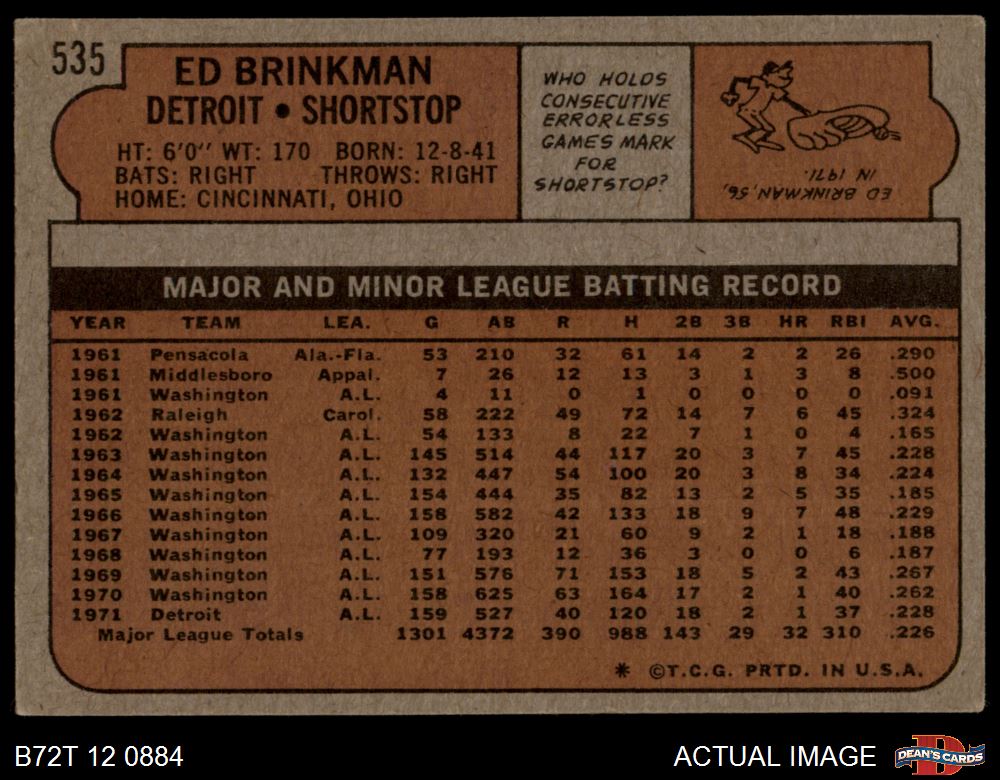 535
ED BRINKMAN
DETROIT • SHORTSTOP
HT: 6'0" WT: 170 BORN: 12-8-41
BATS: RIGHT THROWS: RIGHT
HOME: CINCINNATI, OHIO
WHO HOLDS
CONSECUTIVE
ERRORLESS
GAMES MARK
FOR
SHORTSTOP?
ED BRINKMAN, 56,
IN 1971.
MAJOR AND MINOR LEAGUE BATTING RECORD
YEAR TEAM LEA. G AB R H 2B 3B HR RBI AVG.
1961 Pensacola Ala.-Fla. 53 210 32 61 14 2 2 26 .290
1961 Middlesboro Appal. 7 26 12 13 3 1 3 8 .500
1961 Washington A.L. 4 11 0 1 0 0 0 0 .091
1962 Raleigh Carol. 58 222 49 72 14 7 6 45 .324
1962 Washington A.L. 54 133 8 22 7 1 0 4 .165
1963 Washington A.L. 145 514 44 117 20 3 7 45 .228
1964 Washington A.L. 132 447 54 100 20 3 8 34 .224
1965 Washington A.L. 154 444 35 82 13 2 5 35 .185
1966 Washington A.L. 158 582 42 133 18 9 7 48 .229
1967 Washington A.L. 109 320 21 60 9 2 1 18 .188
1968 Washington A.L. 77 193 12 36 3 0 0 6 .187
1969 Washington A.L. 151 576 71 153 18 5 2 43 .267
1970 Washington A.L. 158 625 63 164 17 2 1 40 .262
1971 Detroit A.L. 159 527 40 120 18 2 1 37 .228
Major League Totals 1301 4372 390 988 143 29 32 310 .226
* ©T.C.G. PRTD. IN U.S.A.
B72T 12 0884
ACTUAL IMAGE
D
DEAN'S CARDS